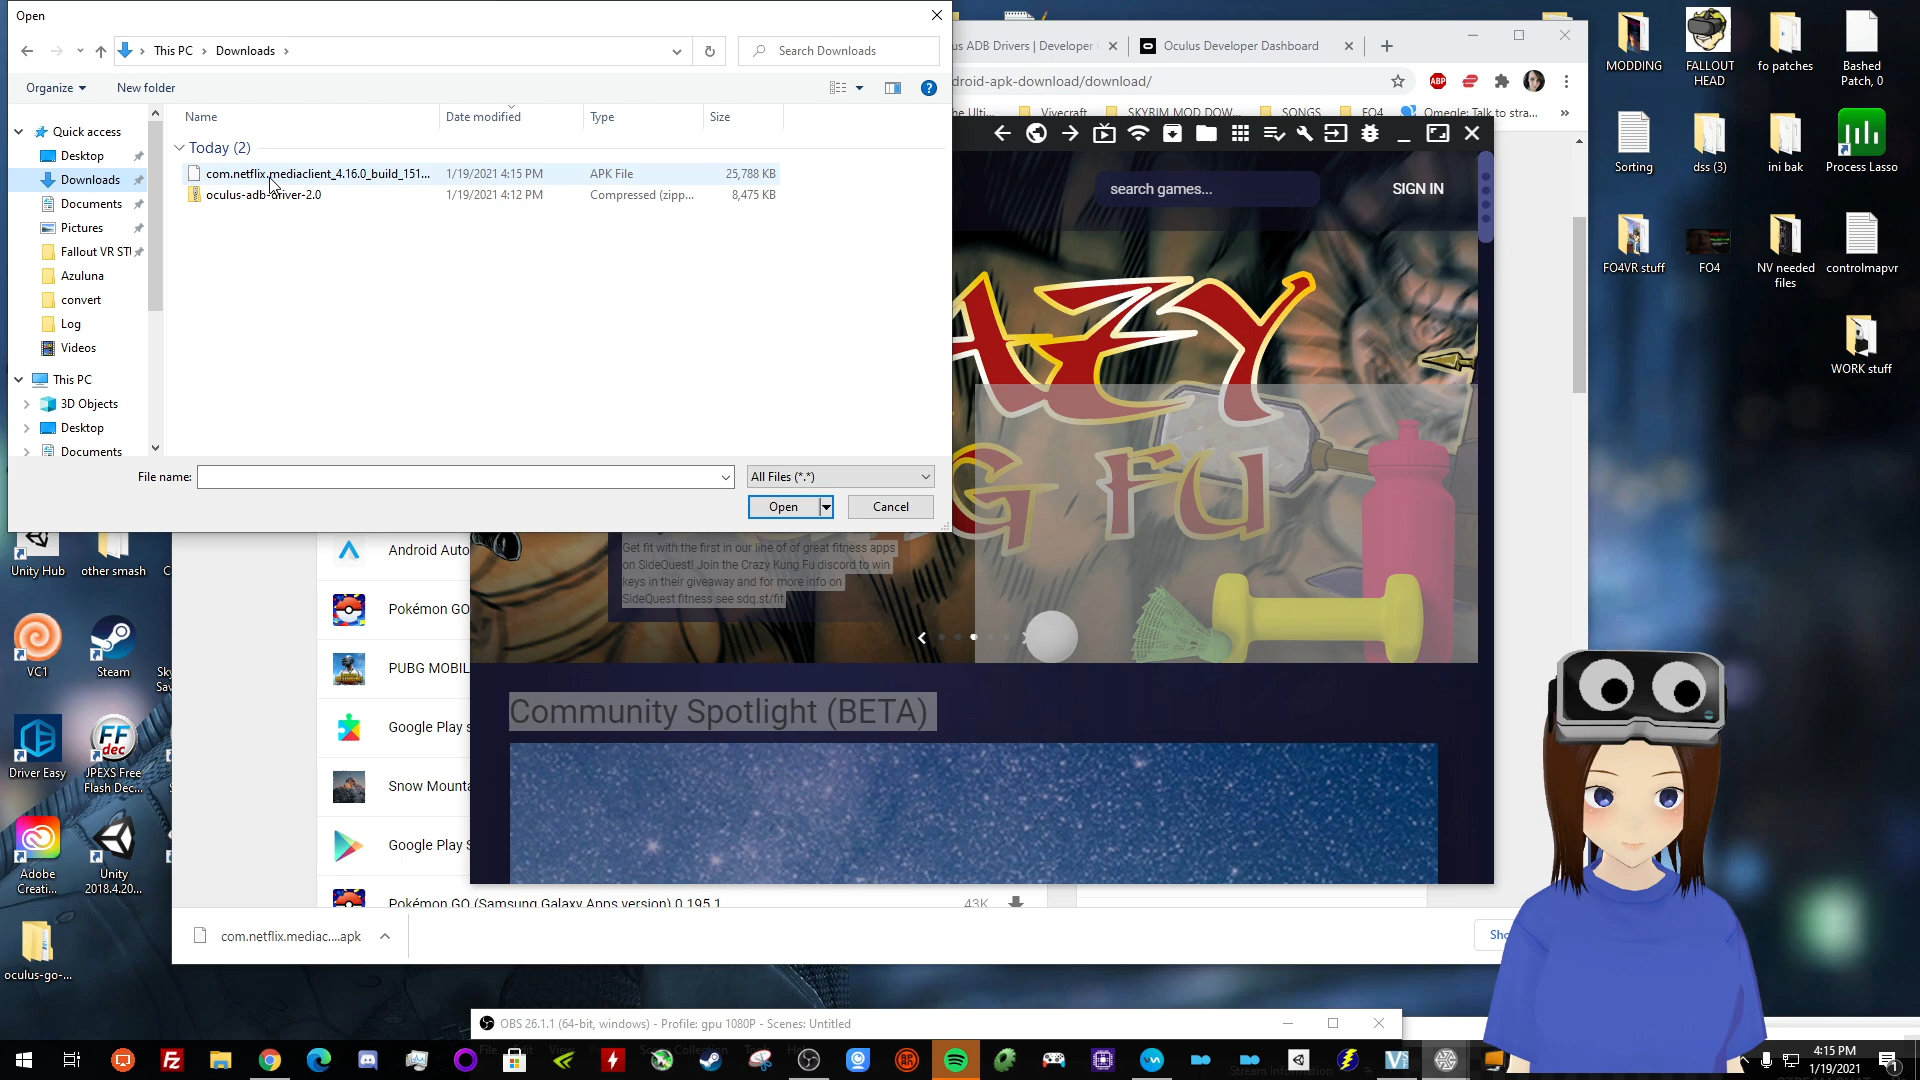 Open
This PC
Downloads
Search Downloads
Organize
New folder
Name
Date modified
Type
Size
Quick access
Desktop
Downloads
Documents
Pictures
Fallout VR STU
Azuluna
convert
Log
Videos
This PC
3D Objects
Desktop
Documents
Today (2)
com.netflix.mediaclient_4.16.0_build_151...
1/19/2021 4:15 PM
APK File
25,788 KB
oculus-adb-driver-2.0
1/19/2021 4:12 PM
Compressed (zipp...
8,475 KB
File name:
All Files (*.*)
Open
Cancel
us ADB Drivers | Developer
Oculus Developer Dashboard
droid-apk-download/download/
ABP
Vivecraft
SKYRIM MOD DOW...
SONGS
FO4
Omegle: Talk to stra...
search games...
SIGN IN
AZY
G FU
Get fit with the first in our line of of great fitness apps
on SideQuest! Join the Crazy Kung Fu discord to win
keys in their giveaway and for more info on
SideQuest fitness see sdq.st/fit
Community Spotlight (BETA)
Android Auto
Pokémon GO
PUBG MOBIL
Google Play s
Snow Mounta
Google Play S
Pokémon GO (Samsung Galaxy Apps version) 0.195.1
43K
com.netflix.mediac....apk
Sho
OBS 26.1.1 (64-bit, windows) - Profile: gpu 1080P - Scenes: Untitled
MODDING
FALLOUT
HEAD
fo patches
Bashed
Patch, 0
Sorting
dss (3)
ini bak
Process Lasso
FO4VR stuff
FO4
NV needed
files
controlmapvr
WORK stuff
Unity Hub
other smash
VC1
Steam
Driver Easy
JPEXS Free
Flash Dec...
FF
dec
Adobe
Creati...
Unity
2018.4.20...
oculus-go-...
4:15 PM
1/19/2021